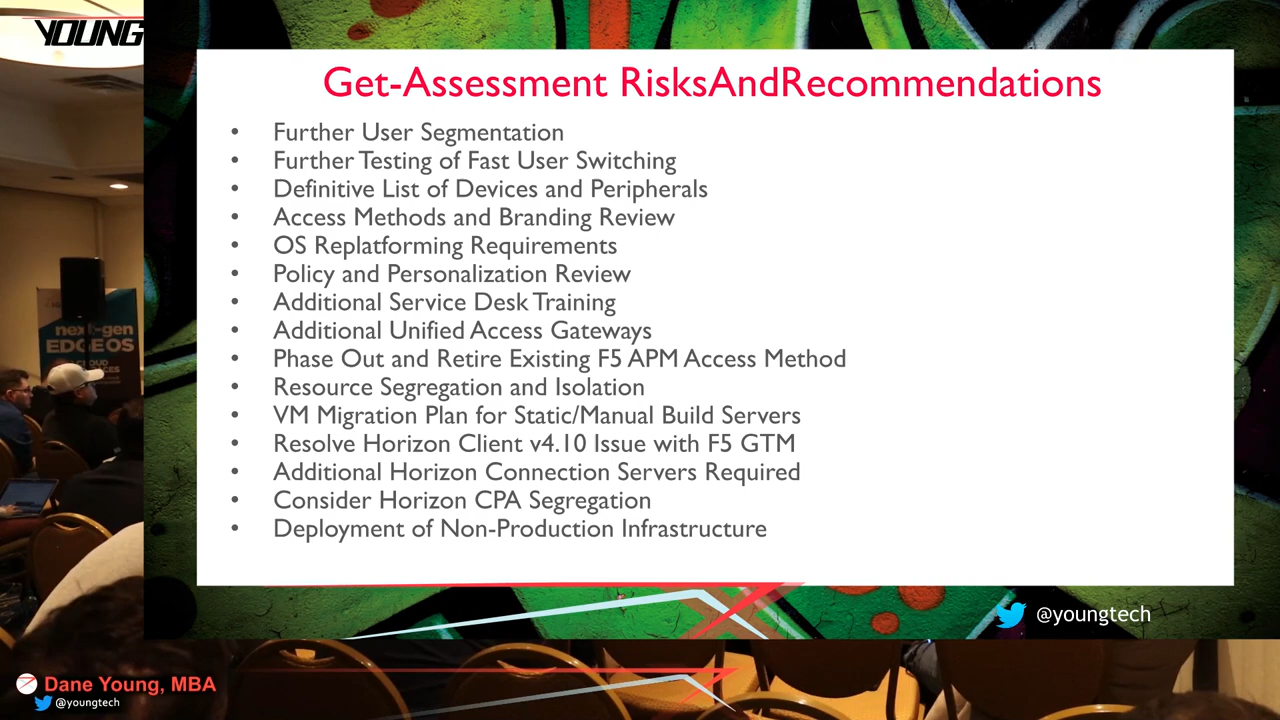 YOUNG
Get-Assessment RisksAndRecommendations
• Further User Segmentation
• Further Testing of Fast User Switching
• Definitive List of Devices and Peripherals
• Access Methods and Branding Review
• OS Replatforming Requirements
• Policy and Personalization Review
• Additional Service Desk Training
• Additional Unified Access Gateways
• Phase Out and Retire Existing F5 APM Access Method
• Resource Segregation and Isolation
• VM Migration Plan for Static/Manual Build Servers
• Resolve Horizon Client v4.10 Issue with F5 GTM
• Additional Horizon Connection Servers Required
• Consider Horizon CPA Segregation
• Deployment of Non-Production Infrastructure
next-gen
EDGE OS
@youngtech
Dane Young, MBA
@youngtech